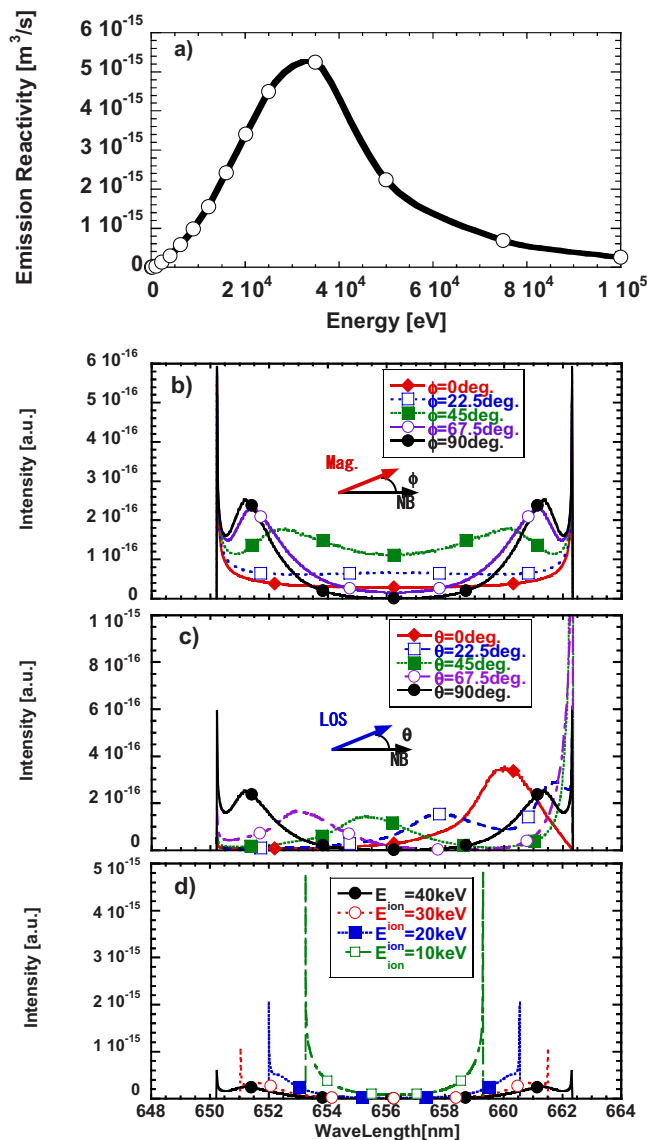 a)
Emission Reactivity [m³/s]
6 10⁻¹⁵
5 10⁻¹⁵
4 10⁻¹⁵
3 10⁻¹⁵
2 10⁻¹⁵
1 10⁻¹⁵
0
0 2 10⁴ 4 10⁴ 6 10⁴ 8 10⁴ 1 10⁵
Energy [eV]
b)
Intensity [a.u.]
6 10⁻¹⁶
5 10⁻¹⁶
4 10⁻¹⁶
3 10⁻¹⁶
2 10⁻¹⁶
1 10⁻¹⁶
0
ϕ=0deg.
ϕ=22.5deg.
ϕ=45deg.
ϕ=67.5deg.
ϕ=90deg.
Mag.
ϕ
NB
c)
Intensity [a.u.]
1 10⁻¹⁵
8 10⁻¹⁶
6 10⁻¹⁶
4 10⁻¹⁶
2 10⁻¹⁶
0
θ=0deg.
θ=22.5deg.
θ=45deg.
θ=67.5deg.
θ=90deg.
LOS
θ
NB
d)
Intensity [a.u.]
5 10⁻¹⁵
4 10⁻¹⁵
3 10⁻¹⁵
2 10⁻¹⁵
1 10⁻¹⁵
0
E_ion=40keV
E_ion=30keV
E_ion=20keV
E_ion=10keV
648 650 652 654 656 658 660 662 664
WaveLength[nm]